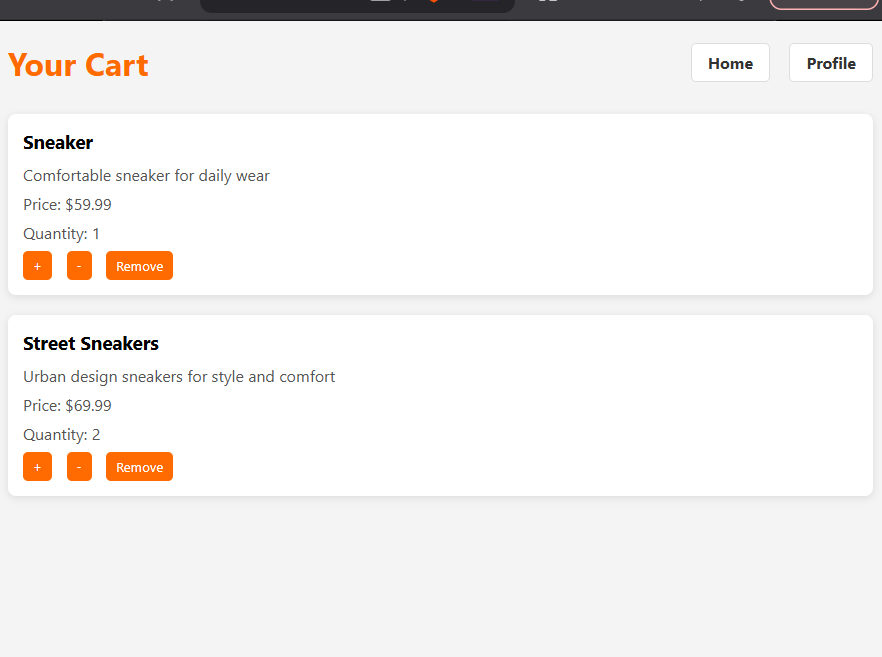 Your Cart
Home
Profile
Sneaker
Comfortable sneaker for daily wear
Price: $59.99
Quantity: 1
+ - Remove
Street Sneakers
Urban design sneakers for style and comfort
Price: $69.99
Quantity: 2
+ - Remove